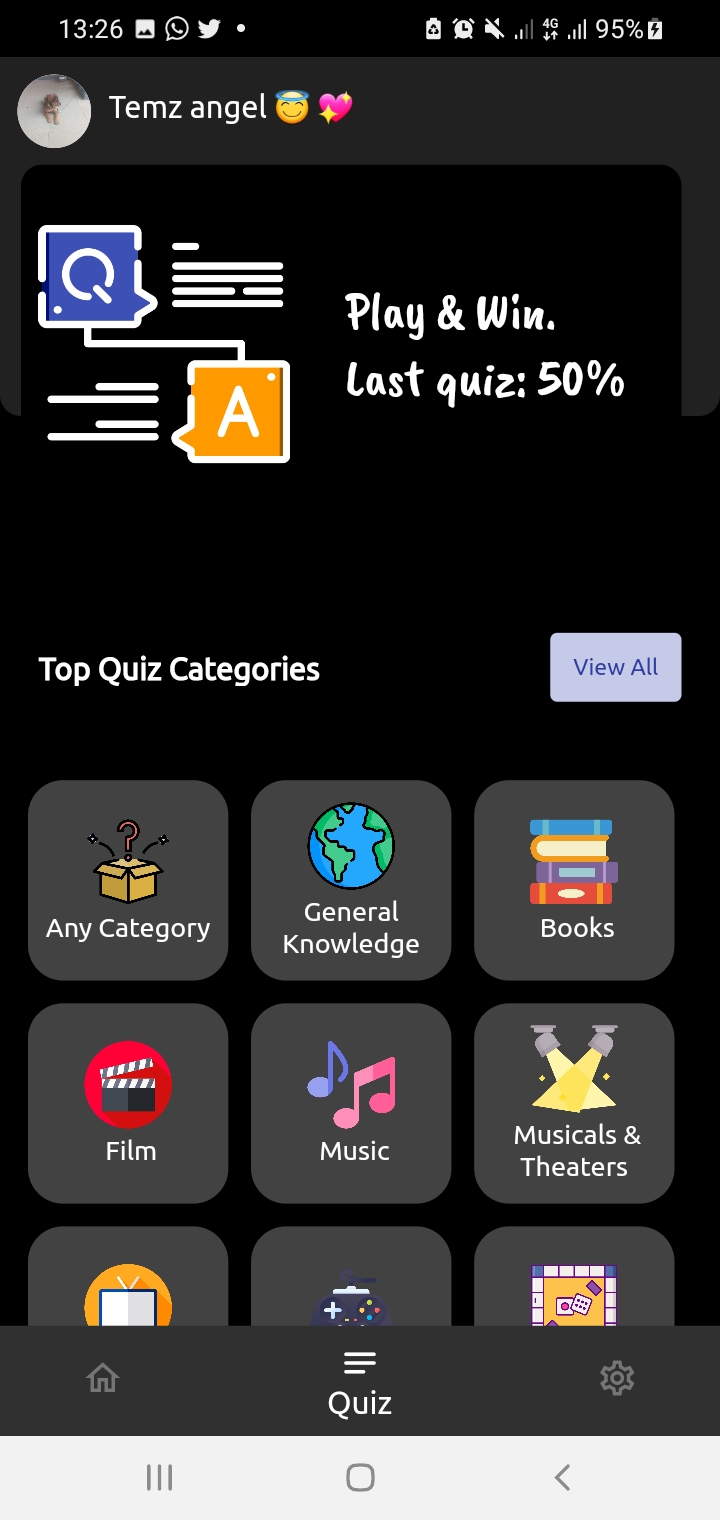 13:26 4G 95%
Temz angel 😇 💖
Q
A
Play & Win.
Last quiz: 50%
Top Quiz Categories
View All
Any Category
General
Knowledge
Books
Film
Music
Musicals &
Theaters
Quiz